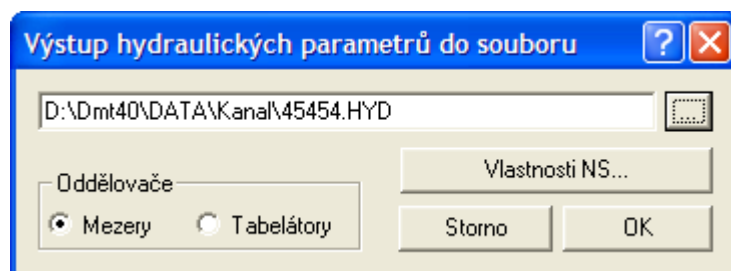 Výstup hydraulických parametrů do souboru
D:\Dmt40\DATA\Kanal\45454.HYD ...
Vlastnosti NS...
Oddělovače
Mezery Tabelátory
Storno OK